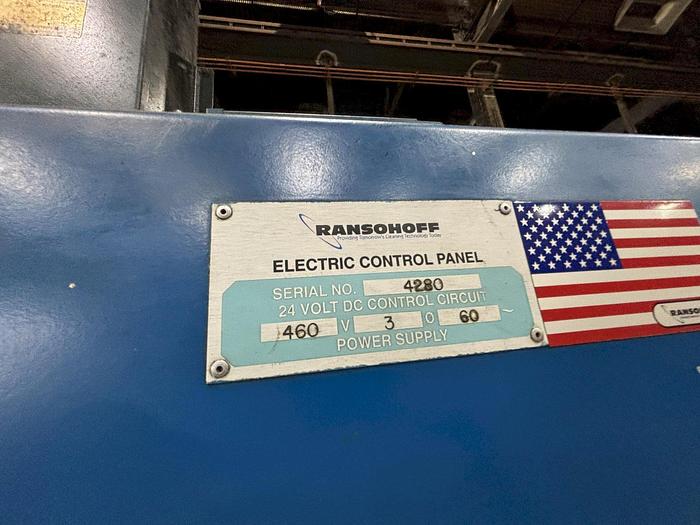 RANSOHOFF
Providing Tomorrow's Cleaning Technology Today
ELECTRIC CONTROL PANEL
SERIAL NO. 4280
24 VOLT DC CONTROL CIRCUIT
460 V 3 O 60 ~
POWER SUPPLY